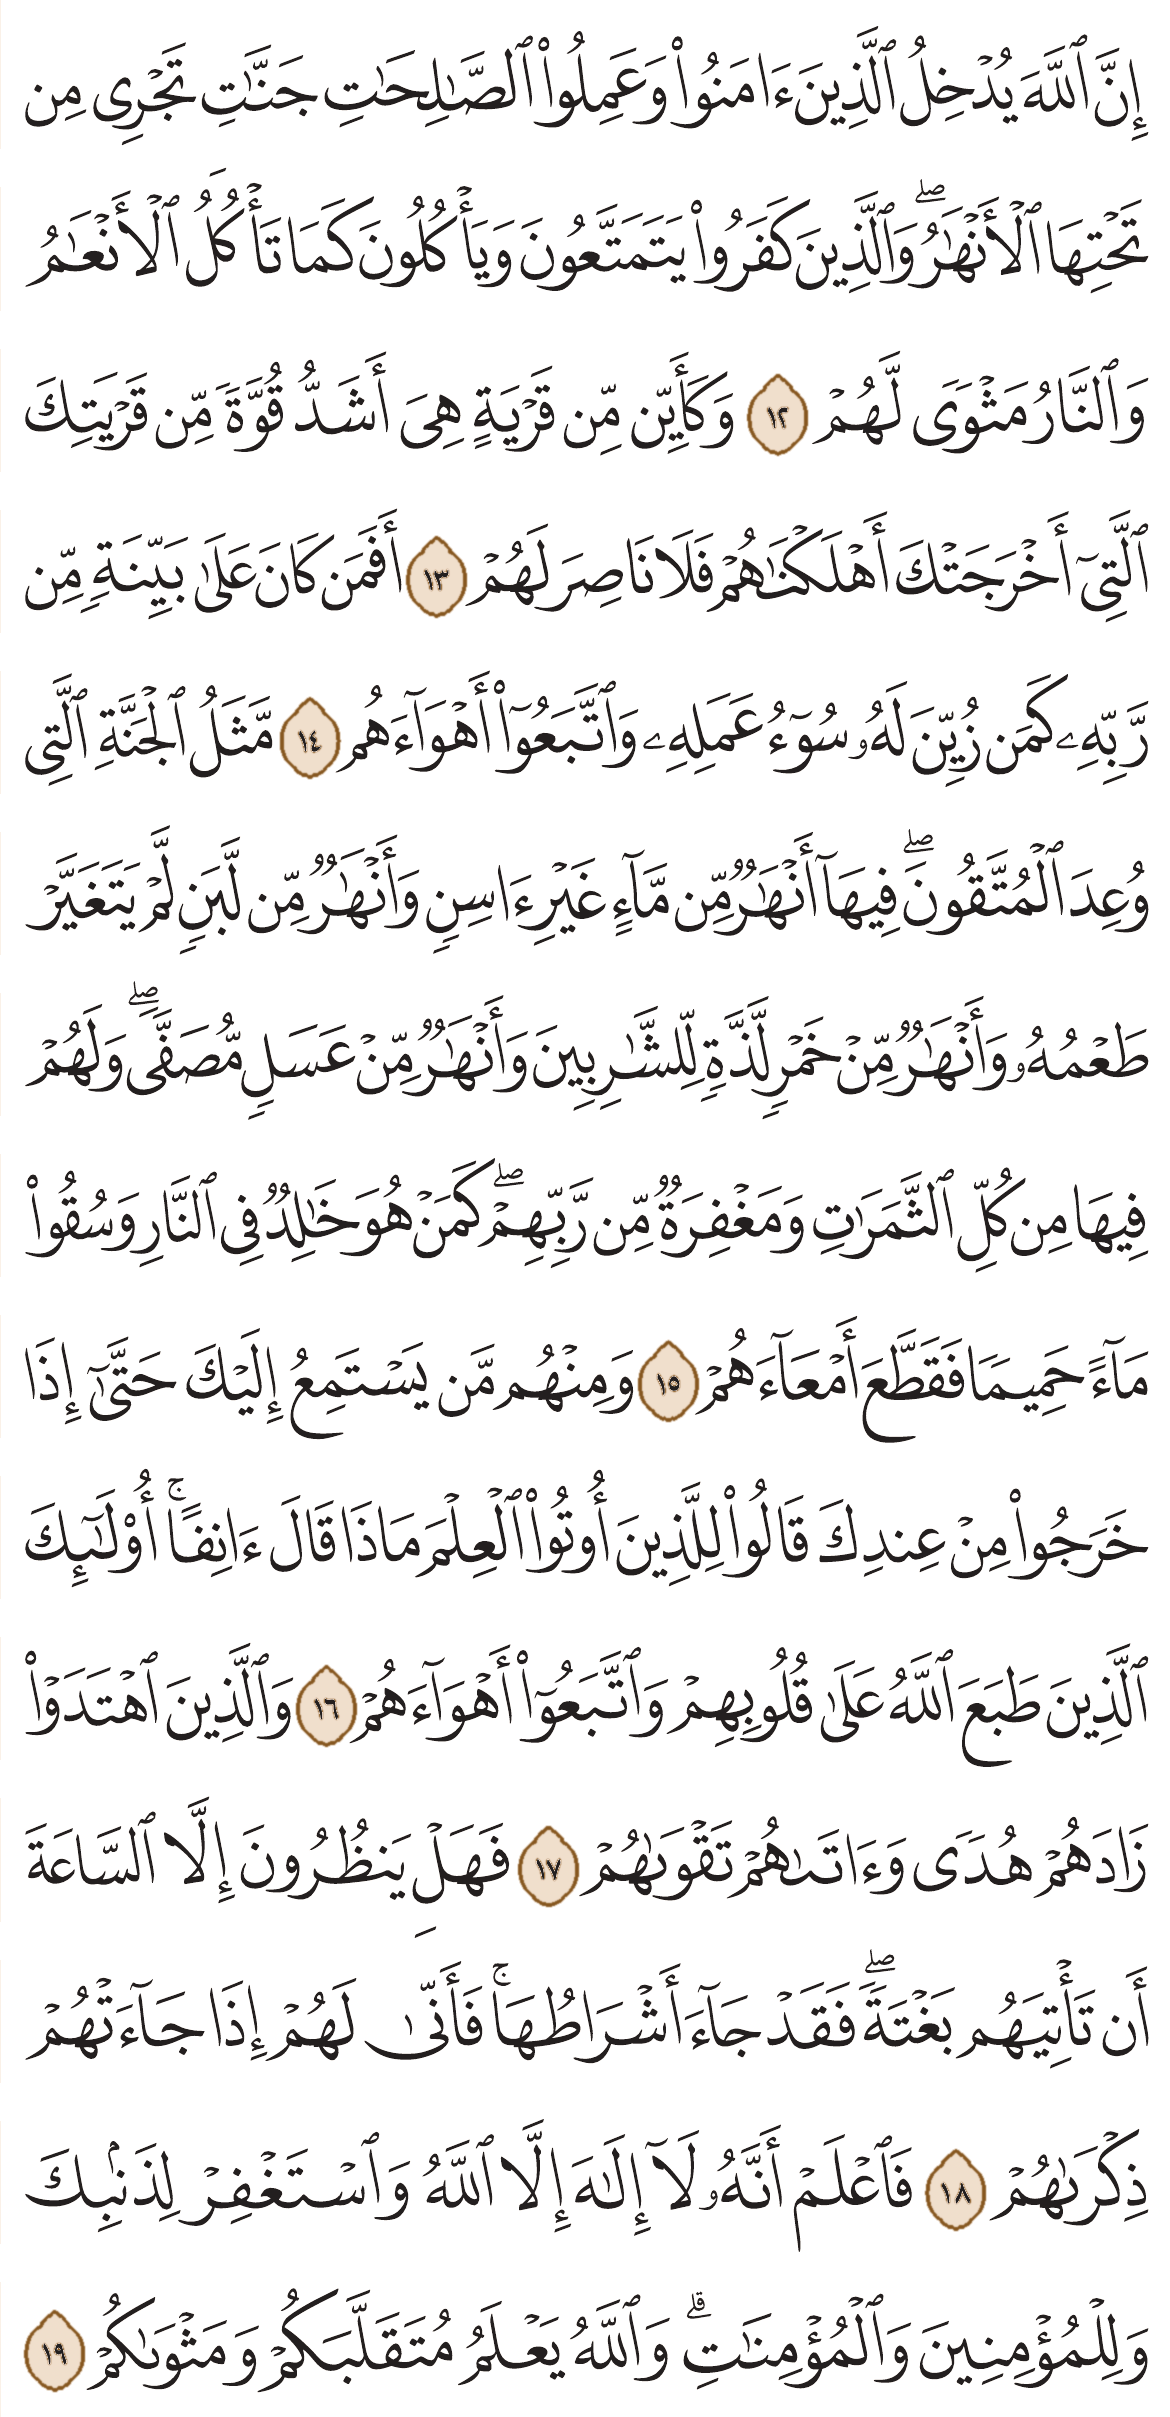 إِنَّ ٱللَّهَ يُدۡخِلُ ٱلَّذِينَ ءَامَنُواْ وَعَمِلُواْ ٱلصَّٰلِحَٰتِ جَنَّٰتٖ تَجۡرِي مِن
تَحۡتِهَا ٱلۡأَنۡهَٰرُۖ وَٱلَّذِينَ كَفَرُواْ يَتَمَتَّعُونَ وَيَأۡكُلُونَ كَمَا تَأۡكُلُ ٱلۡأَنۡعَٰمُ
وَٱلنَّارُ مَثۡوٗى لَّهُمۡ ١٢ وَكَأَيِّن مِّن قَرۡيَةٍ هِيَ أَشَدُّ قُوَّةٗ مِّن قَرۡيَتِكَ
ٱلَّتِيٓ أَخۡرَجَتۡكَ أَهۡلَكۡنَٰهُمۡ فَلَا نَاصِرَ لَهُمۡ ١٣ أَفَمَن كَانَ عَلَىٰ بَيِّنَةٖ مِّن
رَّبِّهِۦ كَمَن زُيِّنَ لَهُۥ سُوٓءُ عَمَلِهِۦ وَٱتَّبَعُوٓاْ أَهۡوَآءَهُم ١٤ مَّثَلُ ٱلۡجَنَّةِ ٱلَّتِي
وُعِدَ ٱلۡمُتَّقُونَۖ فِيهَآ أَنۡهَٰرٞ مِّن مَّآءٍ غَيۡرِ ءَاسِنٖ وَأَنۡهَٰرٞ مِّن لَّبَنٖ لَّمۡ يَتَغَيَّرۡ
طَعۡمُهُۥ وَأَنۡهَٰرٞ مِّنۡ خَمۡرٖ لَّذَّةٖ لِّلشَّٰرِبِينَ وَأَنۡهَٰرٞ مِّنۡ عَسَلٖ مُّصَفّٗىۖ وَلَهُمۡ
فِيهَا مِن كُلِّ ٱلثَّمَرَٰتِ وَمَغۡفِرَةٞ مِّن رَّبِّهِمۡۖ كَمَنۡ هُوَ خَٰلِدٞ فِي ٱلنَّارِ وَسُقُواْ
مَآءً حَمِيمٗا فَقَطَّعَ أَمۡعَآءَهُمۡ ١٥ وَمِنۡهُم مَّن يَسۡتَمِعُ إِلَيۡكَ حَتَّىٰٓ إِذَا
خَرَجُواْ مِنۡ عِندِكَ قَالُواْ لِلَّذِينَ أُوتُواْ ٱلۡعِلۡمَ مَاذَا قَالَ ءَانِفًاۚ أُوْلَٰٓئِكَ
ٱلَّذِينَ طَبَعَ ٱللَّهُ عَلَىٰ قُلُوبِهِمۡ وَٱتَّبَعُوٓاْ أَهۡوَآءَهُمۡ ١٦ وَٱلَّذِينَ ٱهۡتَدَوۡاْ
زَادَهُمۡ هُدٗى وَءَاتَىٰهُمۡ تَقۡوَىٰهُمۡ ١٧ فَهَلۡ يَنظُرُونَ إِلَّا ٱلسَّاعَةَ
أَن تَأۡتِيَهُم بَغۡتَةٗۖ فَقَدۡ جَآءَ أَشۡرَاطُهَاۚ فَأَنَّىٰ لَهُمۡ إِذَا جَآءَتۡهُمۡ
ذِكۡرَىٰهُمۡ ١٨ فَٱعۡلَمۡ أَنَّهُۥ لَآ إِلَٰهَ إِلَّا ٱللَّهُ وَٱسۡتَغۡفِرۡ لِذَنۢبِكَ
وَلِلۡمُؤۡمِنِينَ وَٱلۡمُؤۡمِنَٰتِۗ وَٱللَّهُ يَعۡلَمُ مُتَقَلَّبَكُمۡ وَمَثۡوَىٰكُمۡ ١٩